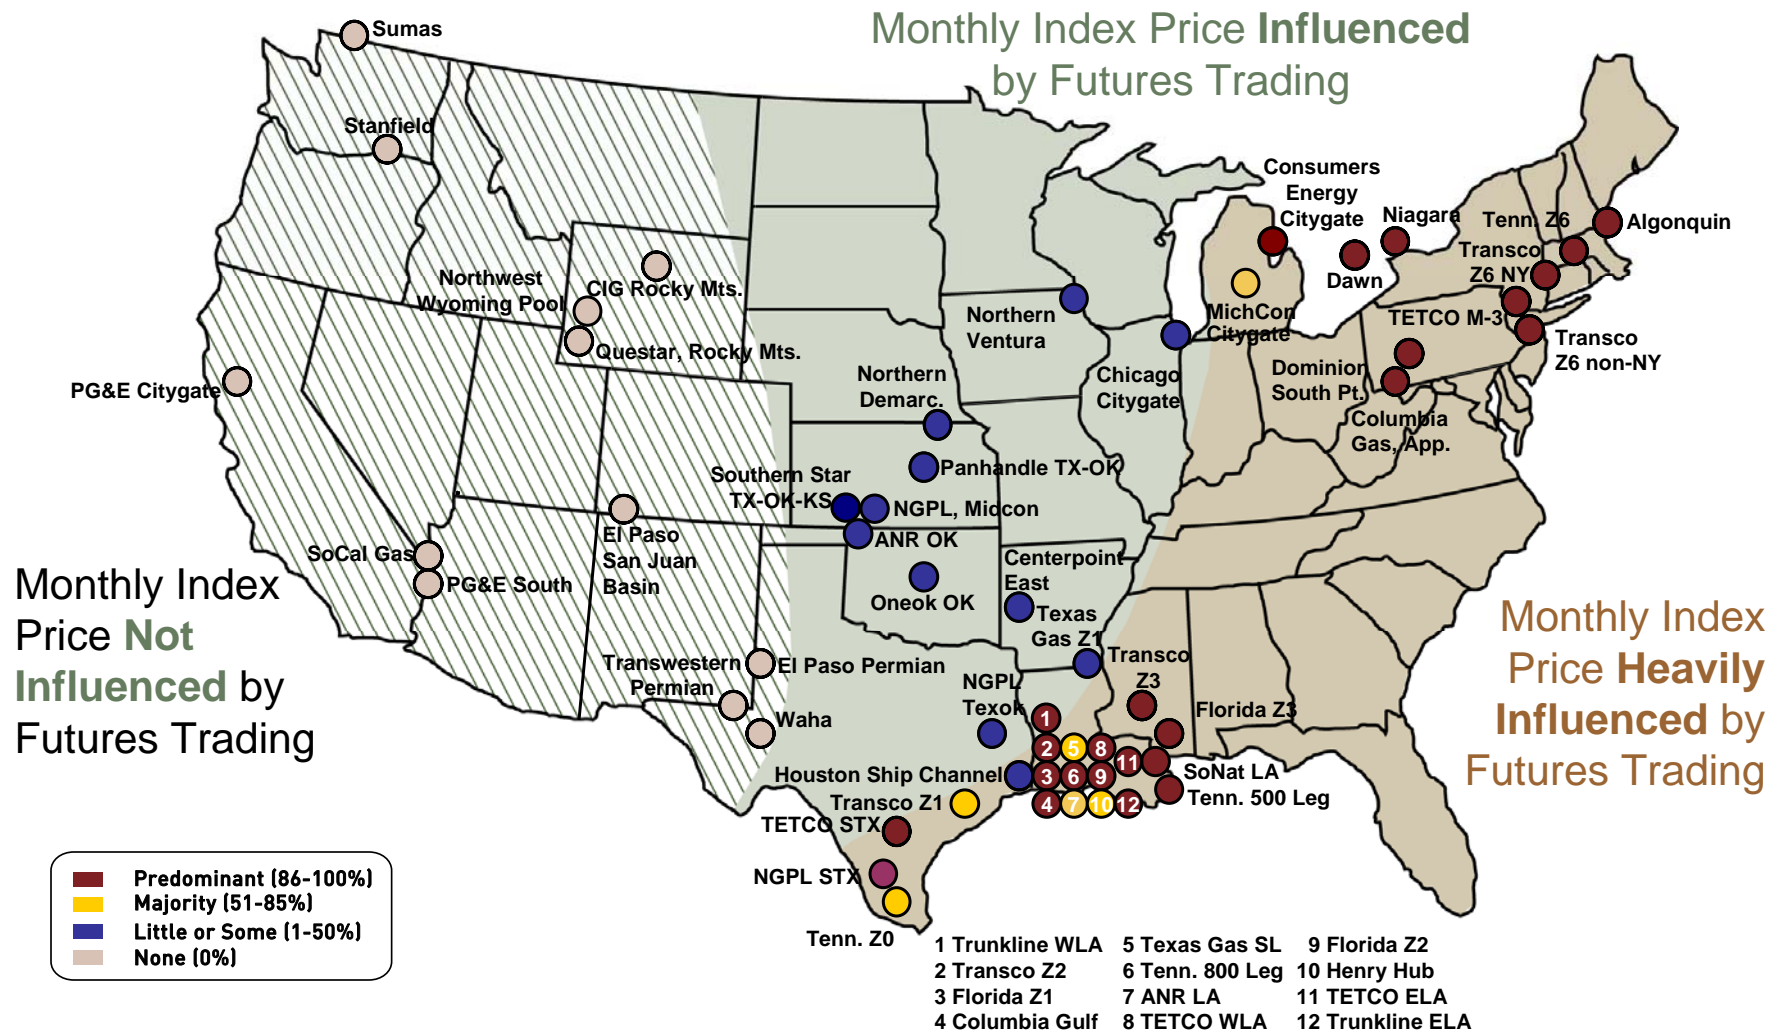 Monthly Index Price Influenced
by Futures Trading
Sumas
Stanfield
Consumers
Energy
Citygate
Niagara
Tenn. Z6
Algonquin
Transco
Z6 NY
Dawn
Northwest
Wyoming Pool
CIG Rocky Mts.
Questar, Rocky Mts.
Northern
Ventura
MichCon
Citygate
TETCO M-3
Transco
Z6 non-NY
PG&E Citygate
Northern
Demarc.
Chicago
Citygate
Dominion
South Pt.
Columbia
Gas, App.
Southern Star
TX-OK-KS
Panhandle TX-OK
NGPL, Midcon
ANR OK
El Paso
San Juan
Basin
SoCal Gas
PG&E South
Centerpoint
East
Oneok OK
Texas
Gas Z1
Monthly Index
Price Not
Influenced by
Futures Trading
Monthly Index
Price Heavily
Influenced by
Futures Trading
Transwestern
Permian
El Paso Permian
Waha
NGPL
Texok
Transco
Z3
Florida Z3
1
2 5 8
3 6 9 11
4 7 10 12
Houston Ship Channel
SoNat LA
Tenn. 500 Leg
Transco Z1
TETCO STX
NGPL STX
Tenn. Z0
Predominant (86-100%)
Majority (51-85%)
Little or Some (1-50%)
None (0%)
1 Trunkline WLA 5 Texas Gas SL 9 Florida Z2
2 Transco Z2 6 Tenn. 800 Leg 10 Henry Hub
3 Florida Z1 7 ANR LA 11 TETCO ELA
4 Columbia Gulf 8 TETCO WLA 12 Trunkline ELA